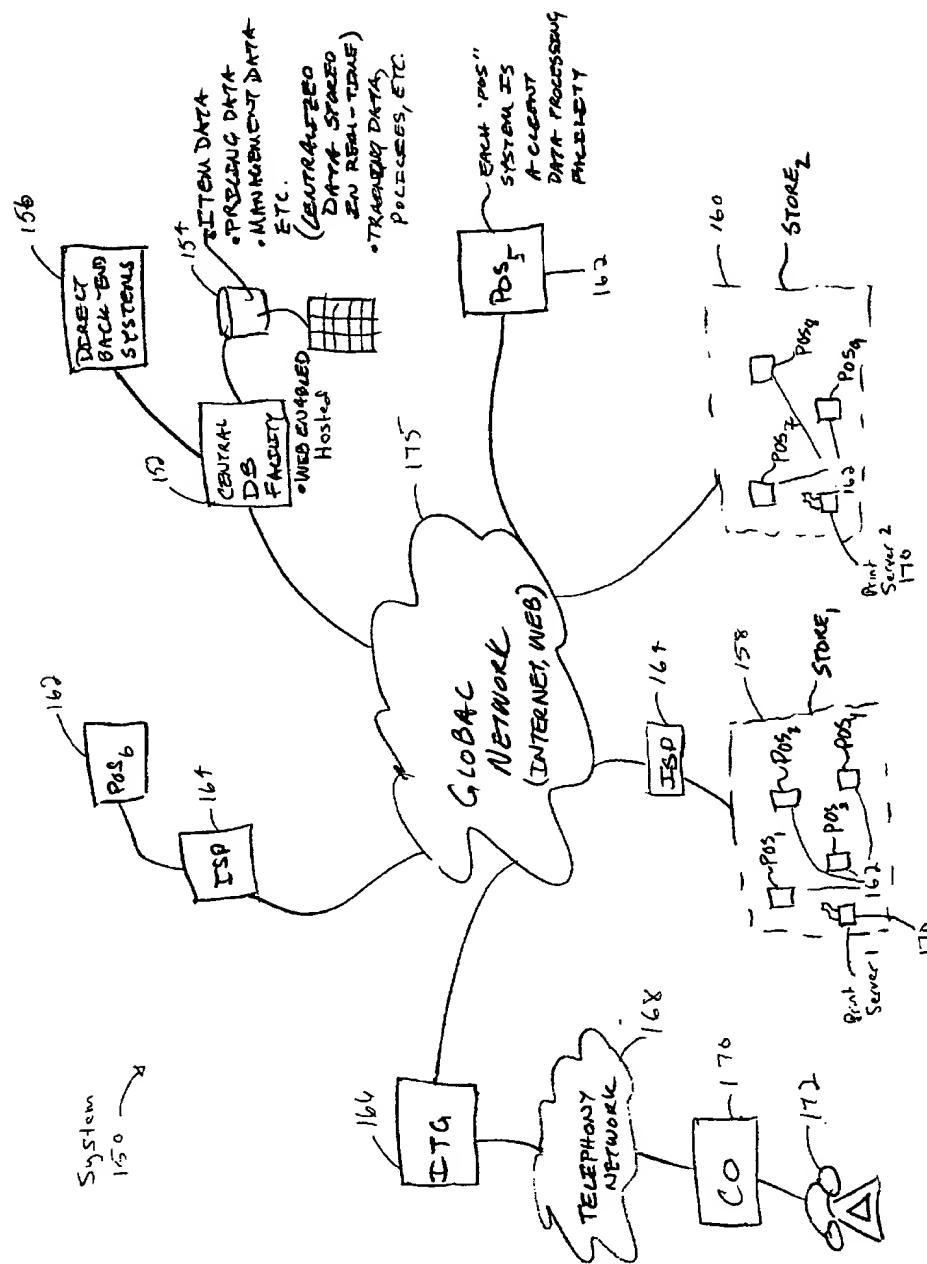 System
150
156
DIRECT
BACK-END
SYSTEMS
152
CENTRAL
DB
FACILITY
• WEB ENABLED
Hosted
154
• ITEM DATA
• PRICING DATA
• MANAGEMENT DATA
ETC.
(CENTRALIZED
DATA STORED
IN REAL-TIME)
• TRACKING DATA,
POLICIES, ETC.
162
POS6
164
ISP
175
GLOBAL
NETWORK
(INTERNET, WEB)
POS5
162
EACH "POS"
SYSTEM IS
A CLIENT
DATA PROCESSING
FACILITY
166
ITG
168
TELEPHONY
NETWORK
CO
170
172
164
ISP
158
STORE1
POS1
POS2
POS3
POS4
162
Print
Server 1
170
160
STORE2
POS7
POS8
POS9
162
Print
Server 2
170